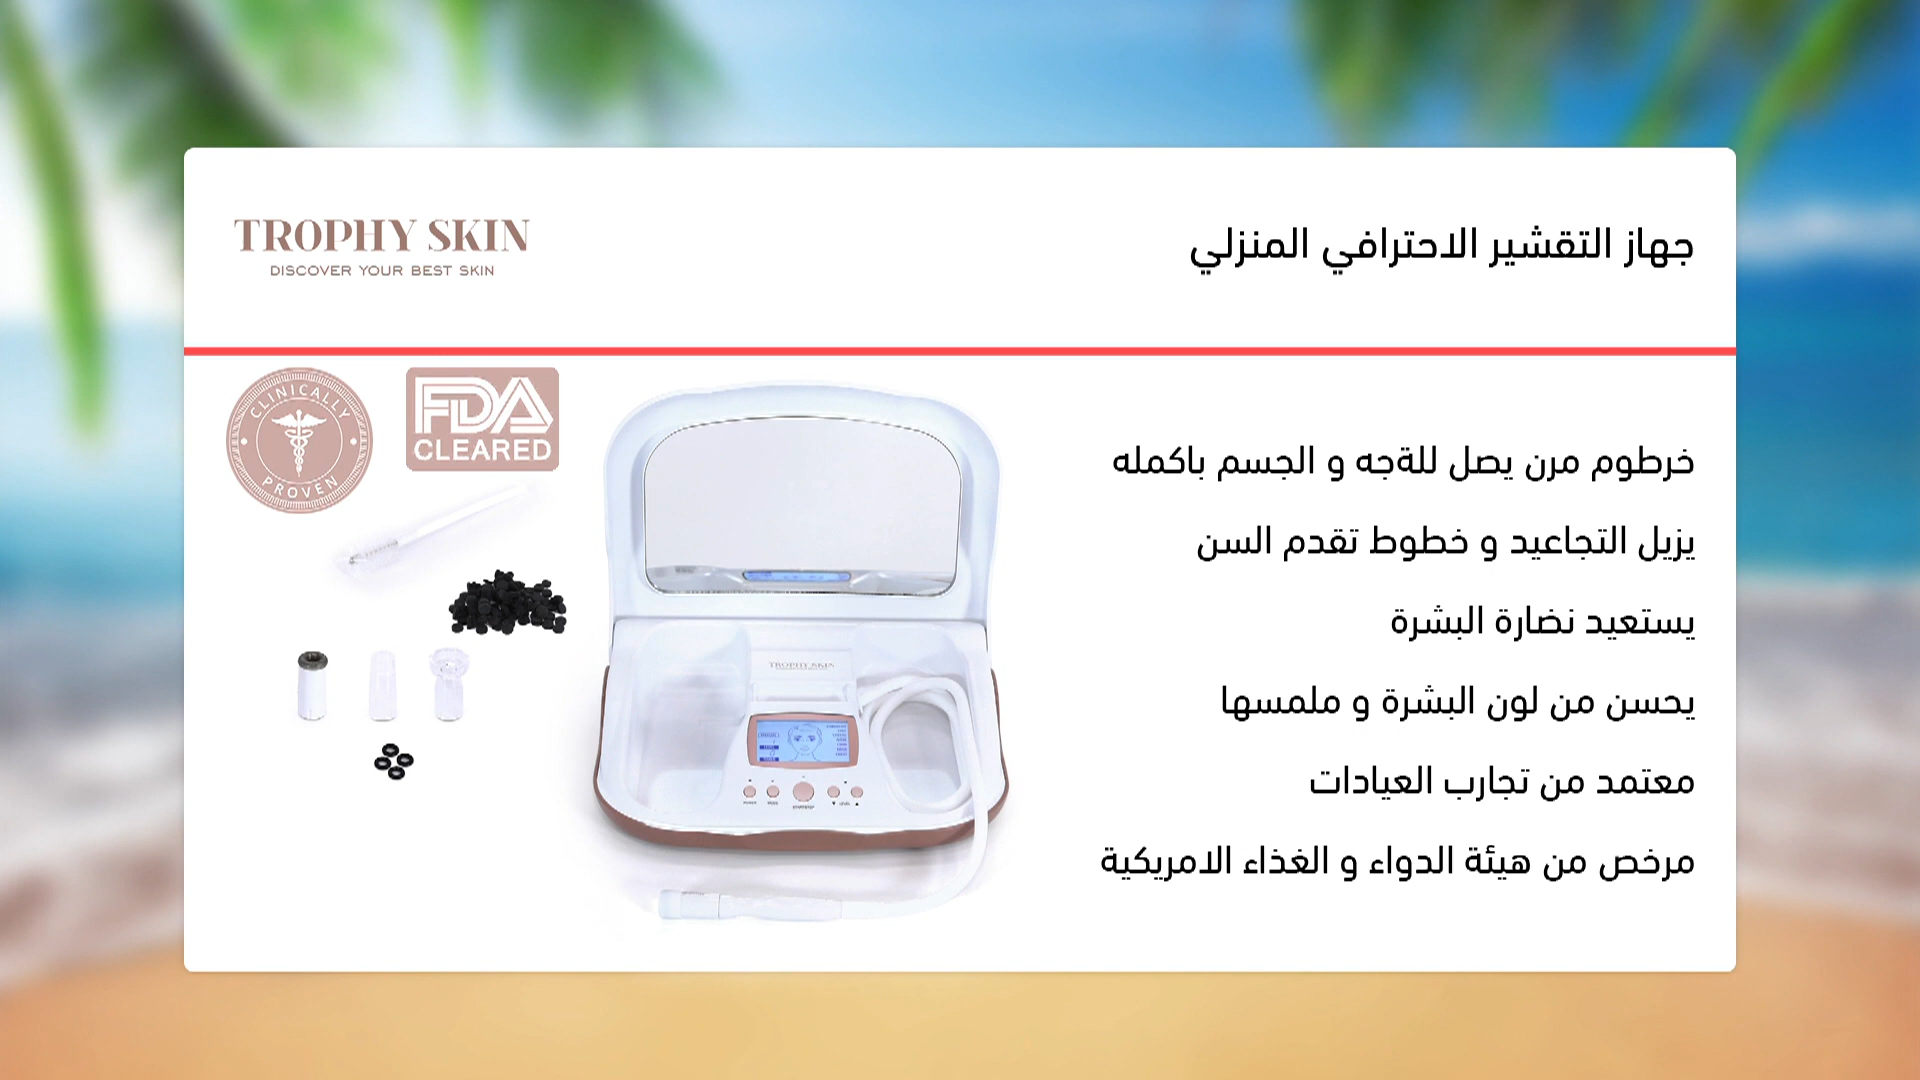 TROPHY SKIN
DISCOVER YOUR BEST SKIN
جهاز التقشير الاحترافي المنزلي
CLINICALLY
PROVEN
FDA
CLEARED
خرطوم مرن يصل للةجه و الجسم باكمله
يزيل التجاعيد و خطوط تقدم السن
يستعيد نضارة البشرة
يحسن من لون البشرة و ملمسها
معتمد من تجارب العيادات
مرخص من هيئة الدواء و الغذاء الامريكية
TROPHY SKIN